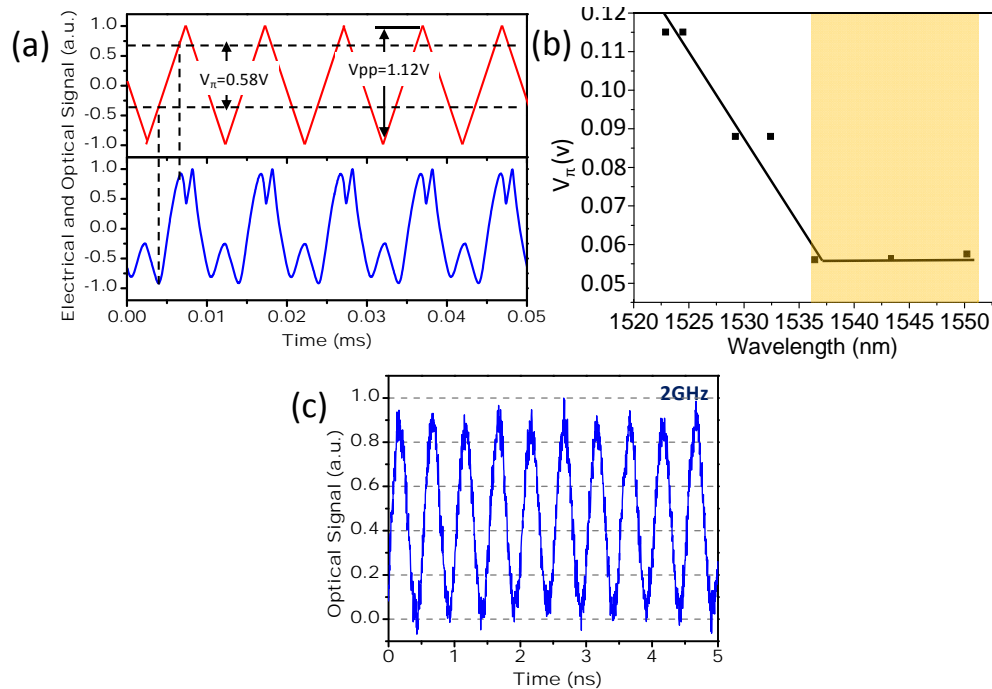 (a)
Electrical and Optical Signal (a.u.)
1.0
0.5
0.0
-0.5
-1.0
Vπ=0.58V
Vpp=1.12V
1.0
0.5
0.0
-0.5
-1.0
0.00 0.01 0.02 0.03 0.04 0.05
Time (ms)
(b)
Vπ(v)
0.12
0.11
0.10
0.09
0.08
0.07
0.06
0.05
1520 1525 1530 1535 1540 1545 1550
Wavelength (nm)
(c)
2GHz
Optical Signal (a.u.)
1.0
0.8
0.6
0.4
0.2
0.0
0 1 2 3 4 5
Time (ns)